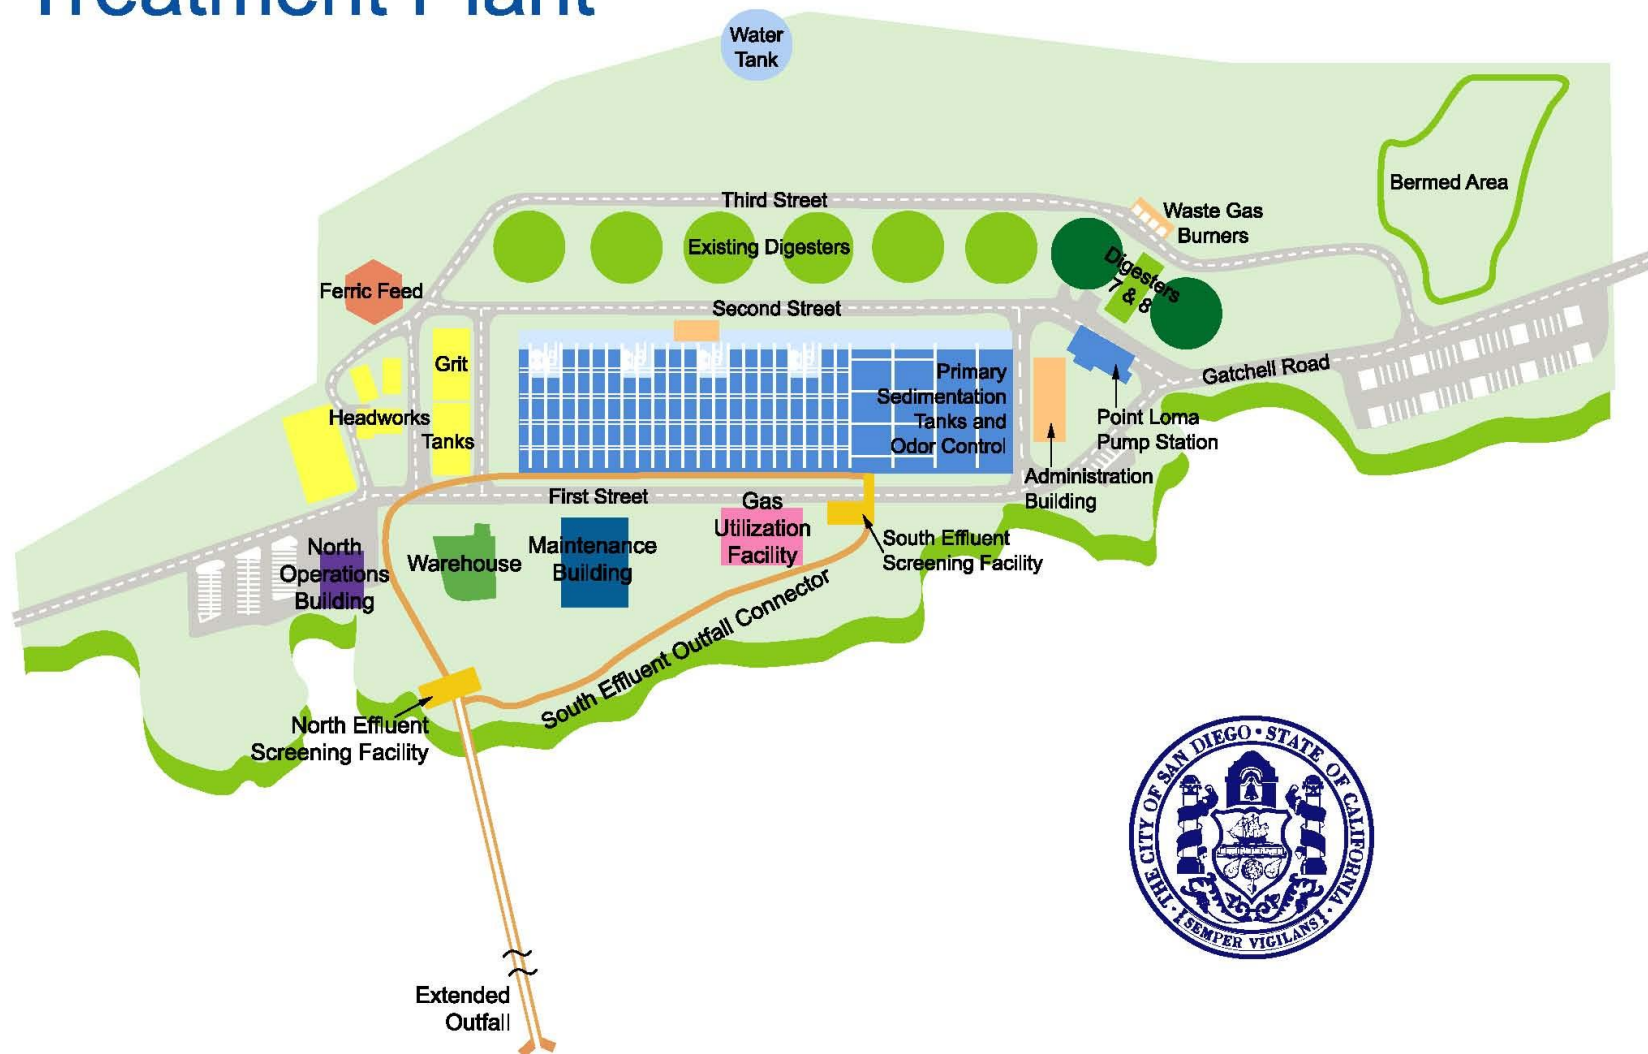 Treatment Plant
Water
Tank
Bermed Area
Third Street
Waste Gas
Burners
Existing Digesters
Digesters
7 & 8
Ferric Feed
Second Street
Grit
Tanks
Headworks
Primary
Sedimentation
Tanks and
Odor Control
Gatchell Road
Point Loma
Pump Station
Administration
Building
First Street
Gas
Utilization
Facility
South Effluent
Screening Facility
North
Operations
Building
Warehouse
Maintenance
Building
South Effluent Outfall Connector
North Effluent
Screening Facility
Extended
Outfall
THE CITY OF SAN DIEGO • STATE OF CALIFORNIA
SEMPER VIGILANS